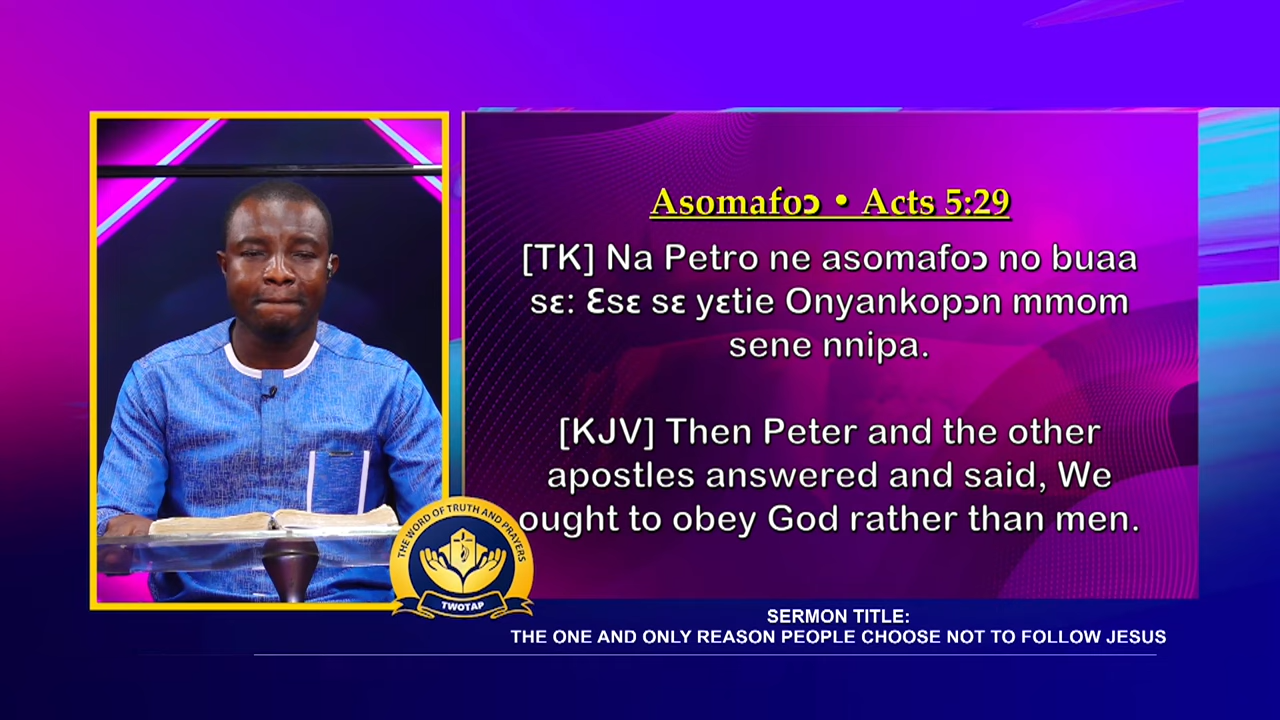 Asomafoɔ • Acts 5:29
[TK] Na Petro ne asomafoɔ no buaa
sɛ: Ɛsɛ sɛ yɛtie Onyankopɔn mmom
sene nnipa.
[KJV] Then Peter and the other
apostles answered and said, We
ought to obey God rather than men.
THE WORD OF TRUTH AND PRAYERS
TWOTAP
SERMON TITLE:
THE ONE AND ONLY REASON PEOPLE CHOOSE NOT TO FOLLOW JESUS